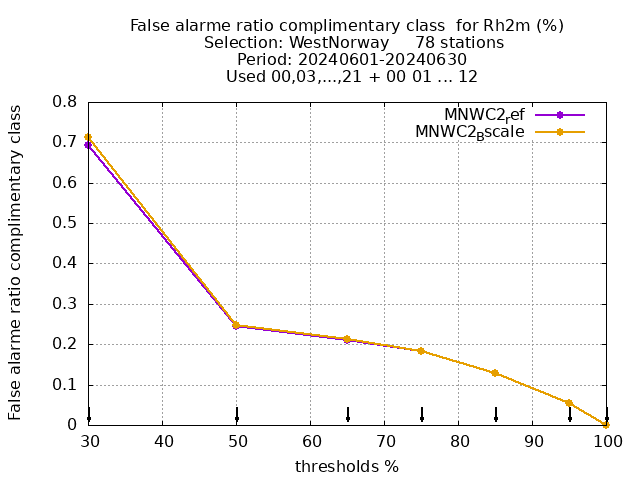 False alarme ratio complimentary class  for Rh2m (%)
Selection: WestNorway     78 stations
Period: 20240601-20240630
Used 00,03,...,21 + 00 01 ... 12
False alarme ratio complimentary class
MNWC2ref
MNWC2Bscale
0.8
0.7
0.6
0.5
0.4
0.3
0.2
0.1
0
30 40 50 60 70 80 90 100
thresholds %